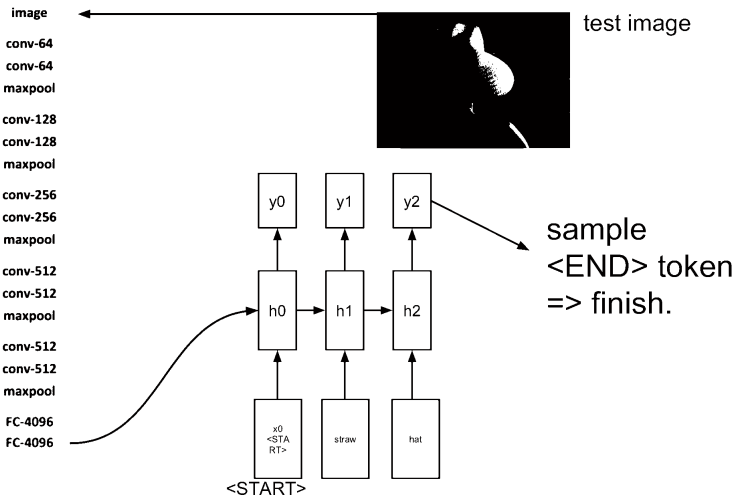 image
conv-64
conv-64
maxpool
conv-128
conv-128
maxpool
conv-256
conv-256
maxpool
conv-512
conv-512
maxpool
conv-512
conv-512
maxpool
FC-4096
FC-4096
test image
y0
y1
y2
sample
<END> token
=> finish.
h0
h1
h2
x0
<STA
RT>
straw
hat
<START>